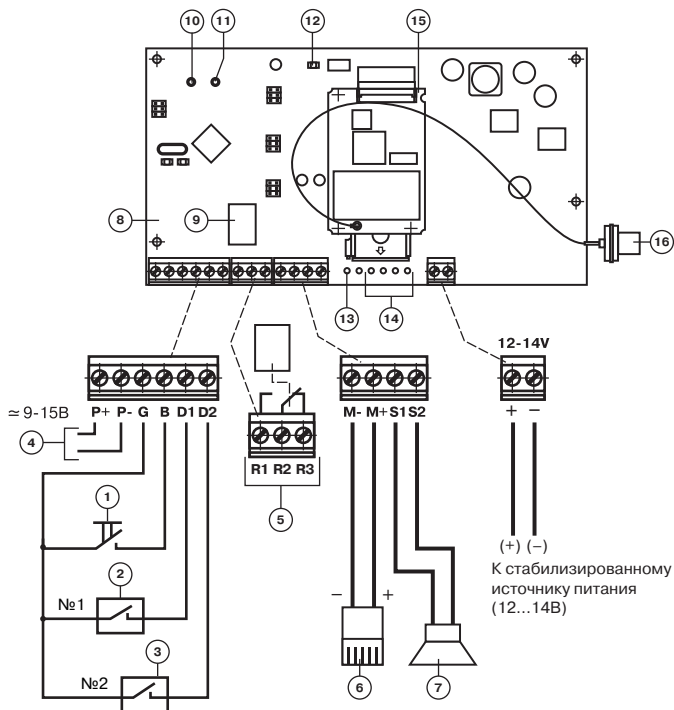 10 11 12 15
8 9 16
13 14
12-14V
≃ 9-15В P+ P- G B D1 D2
M- M+ S1 S2
+ −
4
R1 R2 R3
1
5
(+) (−)
К стабилизированному
источнику питания
(12...14В)
2
№1
− +
3
№2
6 7